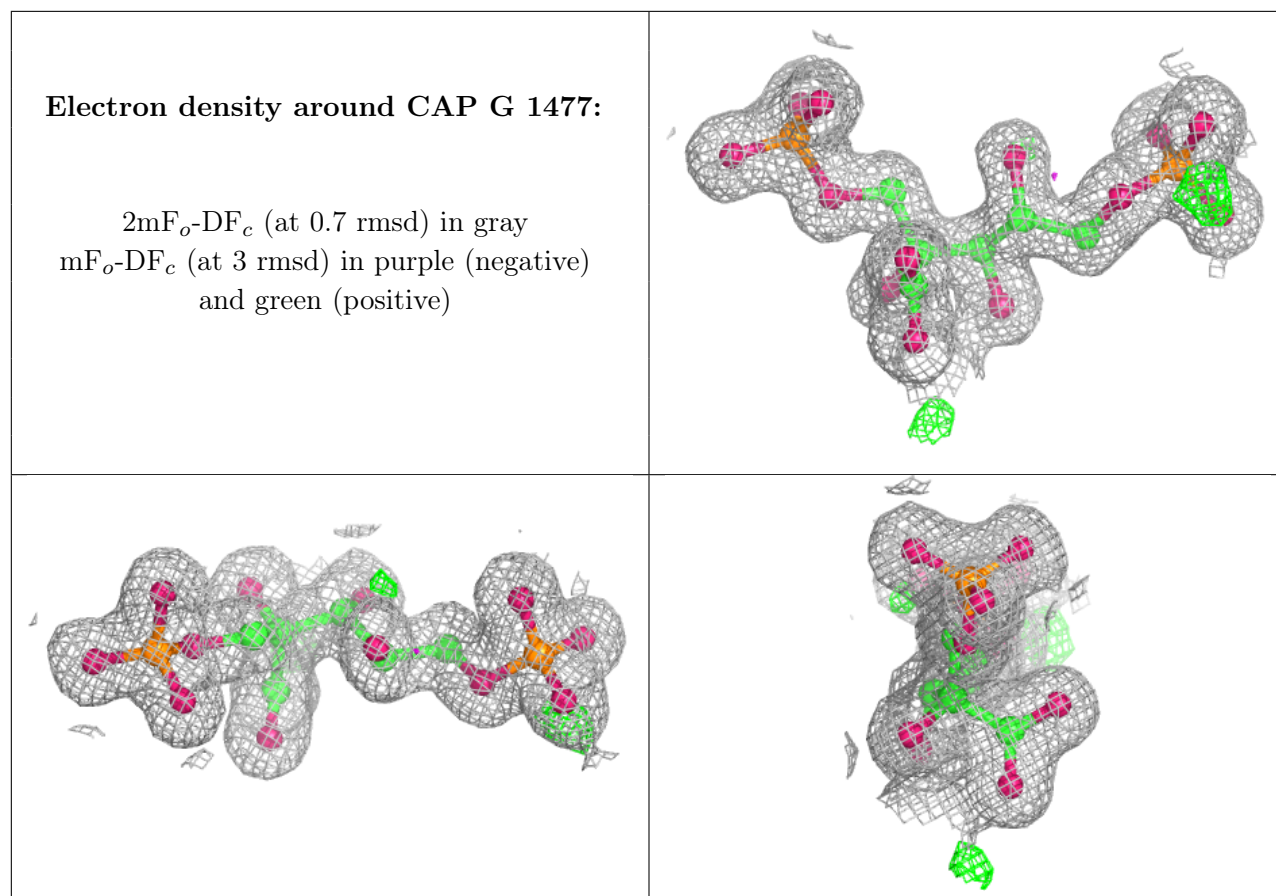 Electron density around CAP G 1477:
2mFₒ-DF𝒸 (at 0.7 rmsd) in gray
mFₒ-DF𝒸 (at 3 rmsd) in purple (negative)
and green (positive)